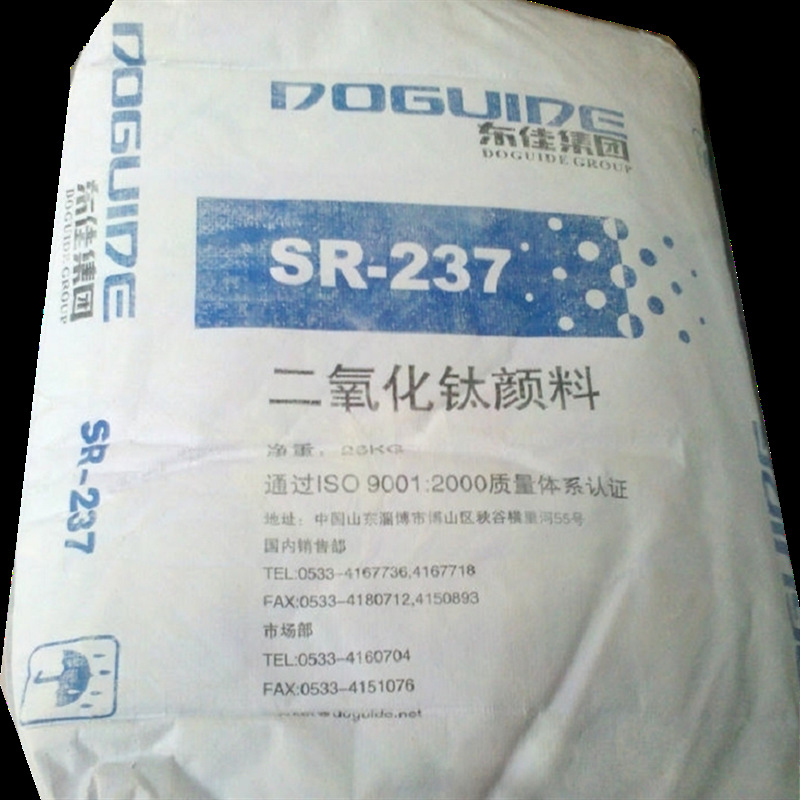 DOGUIDE
东佳集团
DOGUIDE GROUP
SR-237
二氧化钛颜料
净重：25KG
通过ISO 9001:2000质量体系认证
地址：中国山东淄博市博山区秋谷横里河55号
国内销售部
TEL:0533-4167736,4167718
FAX:0533-4180712,4150893
市场部
TEL:0533-4160704
FAX:0533-4151076
@doguide.net
DOGUIDE
东佳集团
DOGUIDE GROUP
SR-237